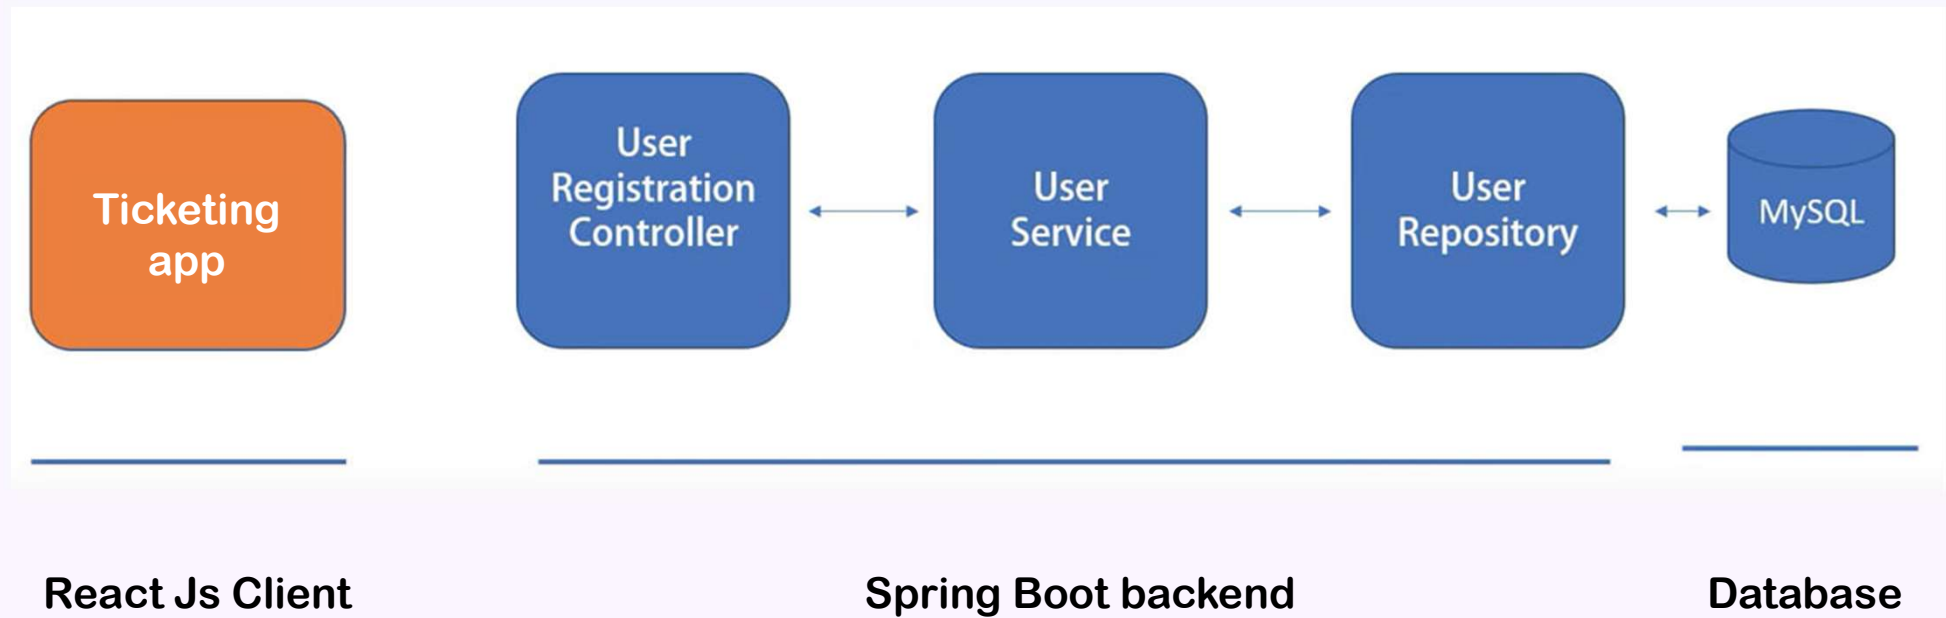 Ticketing
app
User
Registration
Controller
User
Service
User
Repository
MySQL
React Js Client
Spring Boot backend
Database